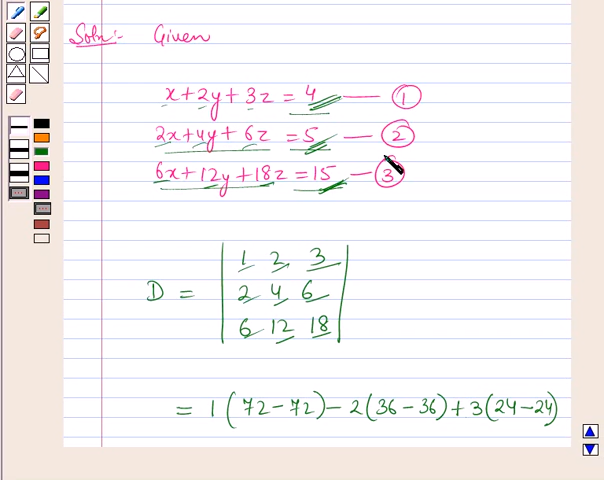 Soln:- Given
x + 2y + 3z = 4 — 1
2x + 4y + 6z = 5 — 2
6x + 12y + 18z = 15 — 3
1 2 3
D = 2 4 6
6 12 18
= 1 (72 - 72) - 2 (36 - 36) + 3 (24 - 24)